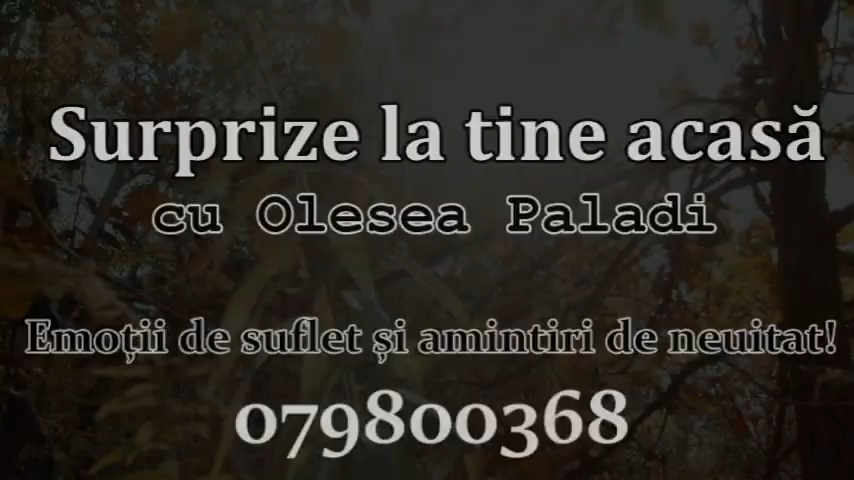 Surprize la tine acasă
cu Olesea Paladi
Emoții de suflet și amintiri de neuitat!
079800368